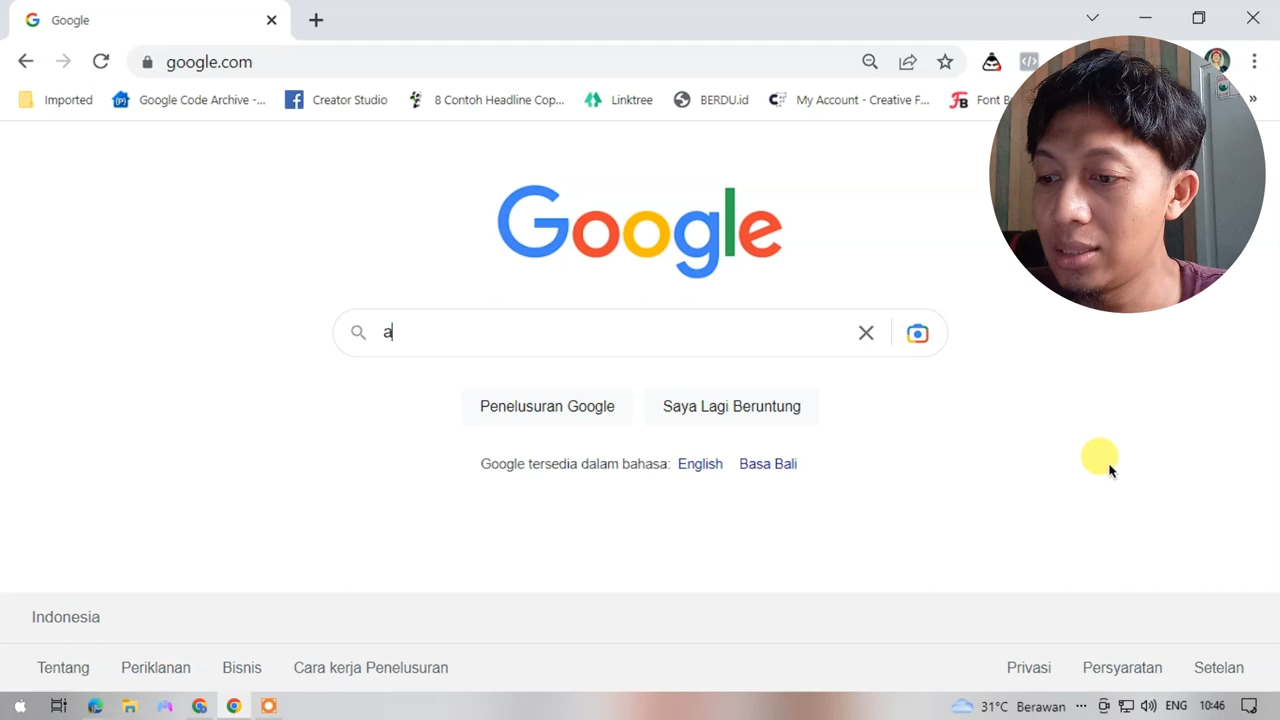 Google
google.com
Imported
Google Code Archive -...
Creator Studio
8 Contoh Headline Cop...
Linktree
BERDU.id
My Account - Creative F...
Font B
Google
a
Penelusuran Google
Saya Lagi Beruntung
Google tersedia dalam bahasa: English Basa Bali
Indonesia
Tentang
Periklanan
Bisnis
Cara kerja Penelusuran
Privasi
Persyaratan
Setelan
31°C Berawan
ENG
10:46